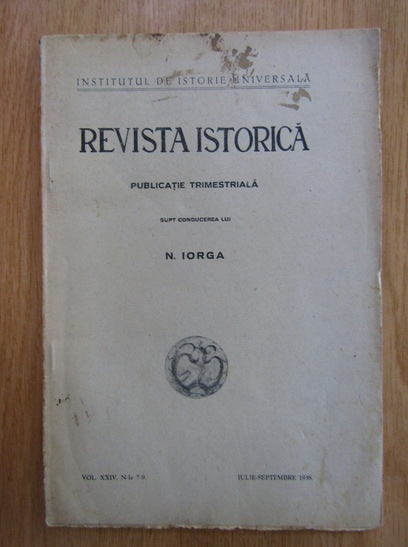 INSTITUTUL DE ISTORIE UNIVERSALĂ
REVISTA ISTORICĂ
PUBLICAȚIE TRIMESTRIALĂ
SUPT CONDUCEREA LUI
N. IORGA
VOL. XXIV. N-le 7-9.
IULIE-SEPTEMBRE 1938.